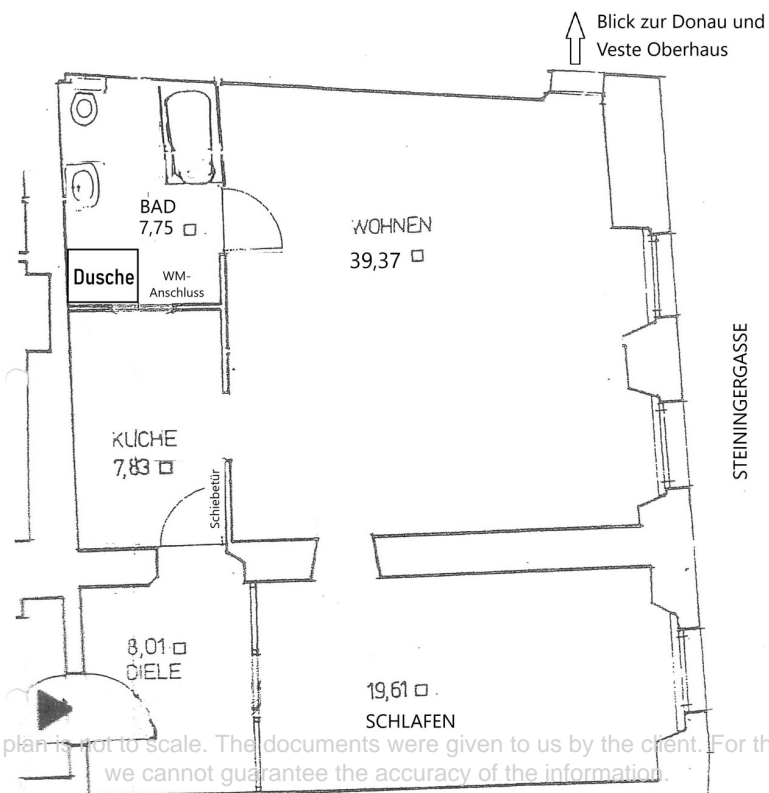 Blick zur Donau und
Veste Oberhaus
BAD
7,75
WOHNEN
39,37
Dusche
WM-
Anschluss
STEININGERGASSE
KÜCHE
7,83
Schiebetür
8,01
DIELE
19,61
SCHLAFEN
plan is not to scale. The documents were given to us by the client. For th
we cannot guarantee the accuracy of the information.